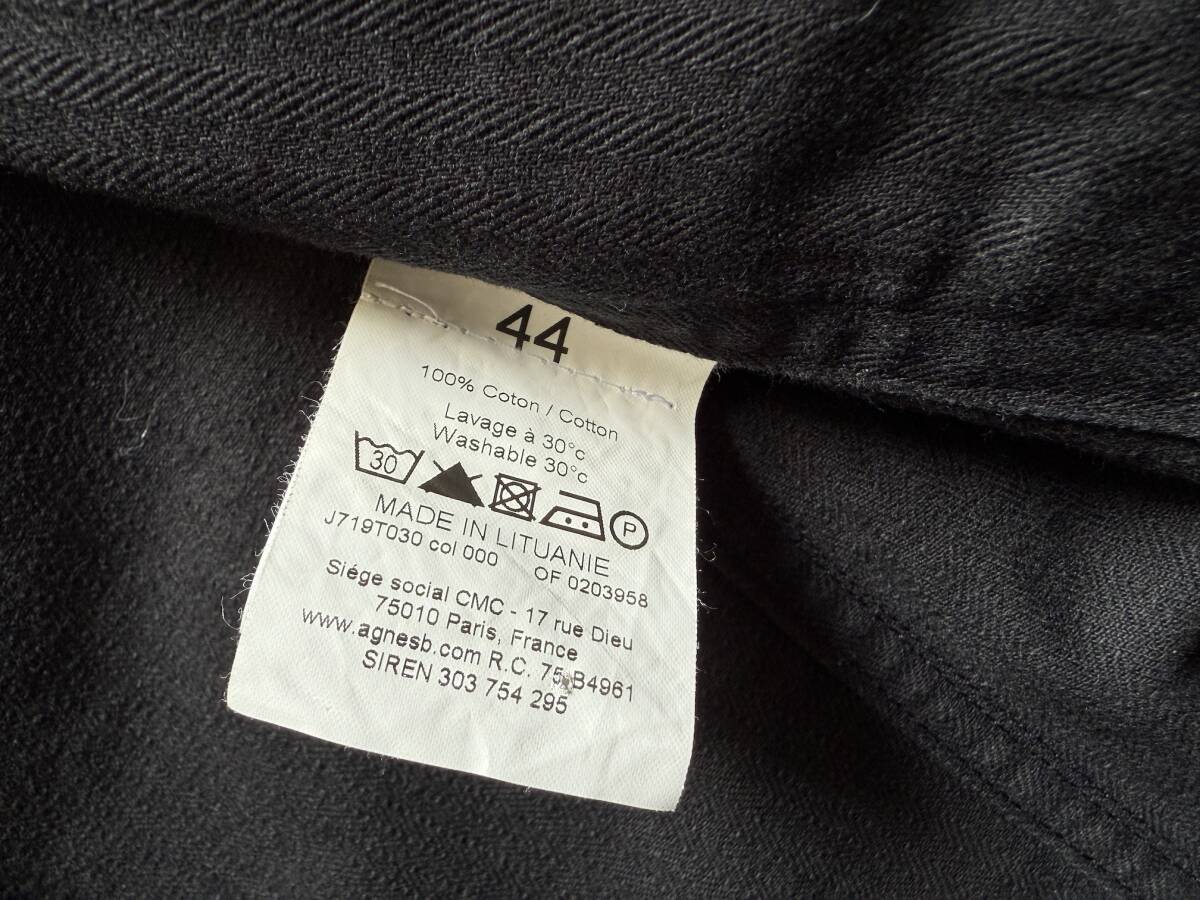 44
100% Coton / Cotton
Lavage à 30°c
Washable 30°c
30 P
MADE IN LITUANIE
J719T030 col 000 OF 0203958
Siége social CMC - 17 rue Dieu
75010 Paris, France
www.agnesb.com R.C. 75 B4961
SIREN 303 754 295